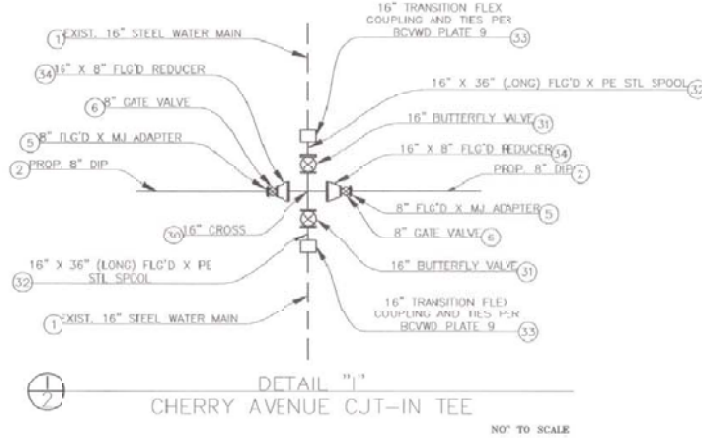 16" TRANSITION FLEX
COUPLING AND TIES PER
BCVWD PLATE 9
33
1
EXIST. 16" STEEL WATER MAIN
34
16" X 8" FLG'D REDUCER
16" X 36" (LONG) FLG'D X PE STL SPOOL
32
6
8" GATE VALVE
16" BUTTERFLY VALVE
31
5
8" FLG'D X MJ ADAPTER
16" X 8" FLG'D REDUCER
34
2
PROP. 8" DIP
PROP. 8" DIP
2
8" FLG'D X MJ ADAPTER
5
30
16" CROSS
8" GATE VALVE
6
16" X 36" (LONG) FLG'D X PE
STL SPOOL
32
16" BUTTERFLY VALVE
31
16" TRANSITION FLEX
COUPLING AND TIES PER
BCVWD PLATE 9
33
1
EXIST. 16" STEEL WATER MAIN
1
2
DETAIL "1"
CHERRY AVENUE CUT-IN TEE
NOT TO SCALE